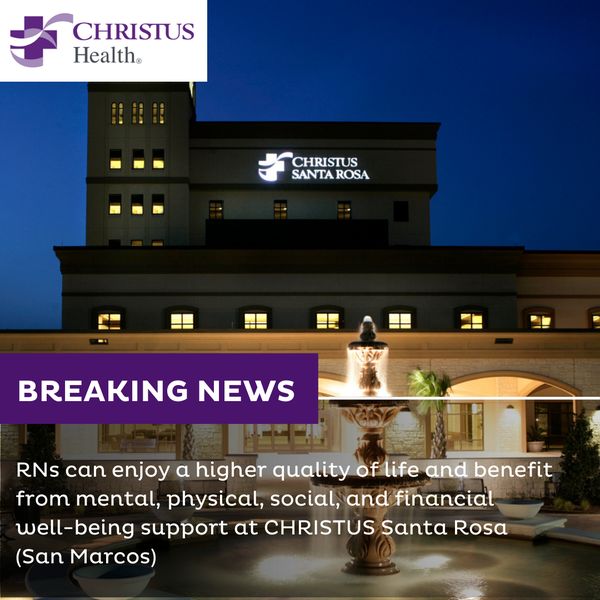 CHRISTUS
Health®
CHRISTUS
SANTA ROSA
BREAKING NEWS
RNs can enjoy a higher quality of life and benefit
from mental, physical, social, and financial
well-being support at CHRISTUS Santa Rosa
(San Marcos)